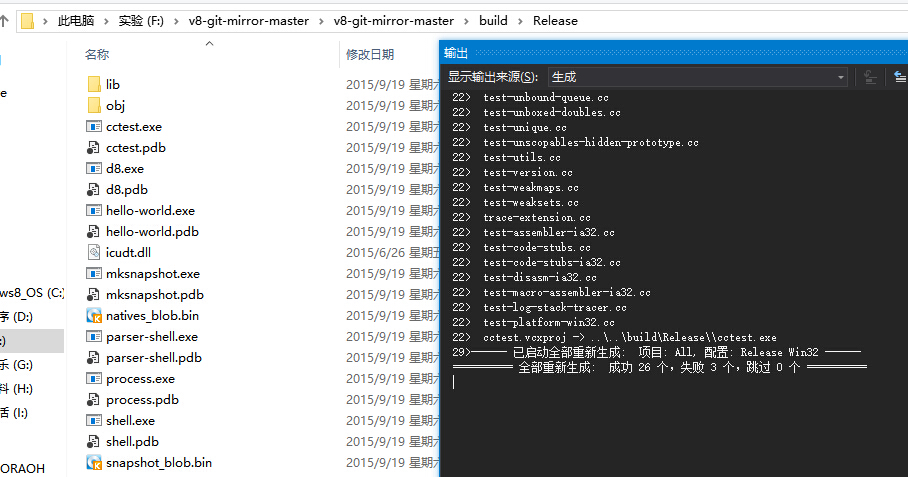 此电脑 > 实验 (F:) > v8-git-mirror-master > v8-git-mirror-master > build > Release
名称 修改日期
lib 2015/9/19 星期六
obj 2015/9/19 星期六
cctest.exe 2015/9/19 星期六
cctest.pdb 2015/9/19 星期六
d8.exe 2015/9/19 星期六
d8.pdb 2015/9/19 星期六
hello-world.exe 2015/9/19 星期六
hello-world.pdb 2015/9/19 星期六
icudt.dll 2015/6/26 星期五
mksnapshot.exe 2015/9/19 星期六
mksnapshot.pdb 2015/9/19 星期六
natives_blob.bin 2015/9/19 星期六
parser-shell.exe 2015/9/19 星期六
parser-shell.pdb 2015/9/19 星期六
process.exe 2015/9/19 星期六
process.pdb 2015/9/19 星期六
shell.exe 2015/9/19 星期六
shell.pdb 2015/9/19 星期六
snapshot_blob.bin 2015/9/19 星期六
e
ws8_OS (C:)
序 (D:)
:)
乐 (G:)
料 (H:)
活 (I:)
ORAOH
输出
显示输出来源(S): 生成
22> test-unbound-queue.cc
22> test-unboxed-doubles.cc
22> test-unique.cc
22> test-unscopables-hidden-prototype.cc
22> test-utils.cc
22> test-version.cc
22> test-weakmaps.cc
22> test-weaksets.cc
22> trace-extension.cc
22> test-assembler-ia32.cc
22> test-code-stubs.cc
22> test-code-stubs-ia32.cc
22> test-disasm-ia32.cc
22> test-macro-assembler-ia32.cc
22> test-log-stack-tracer.cc
22> test-platform-win32.cc
22> cctest.vcxproj -> ..\..\build\Release\\cctest.exe
29>------ 已启动全部重新生成: 项目: All, 配置: Release Win32 ------
========== 全部重新生成: 成功 26 个，失败 3 个，跳过 0 个 ==========